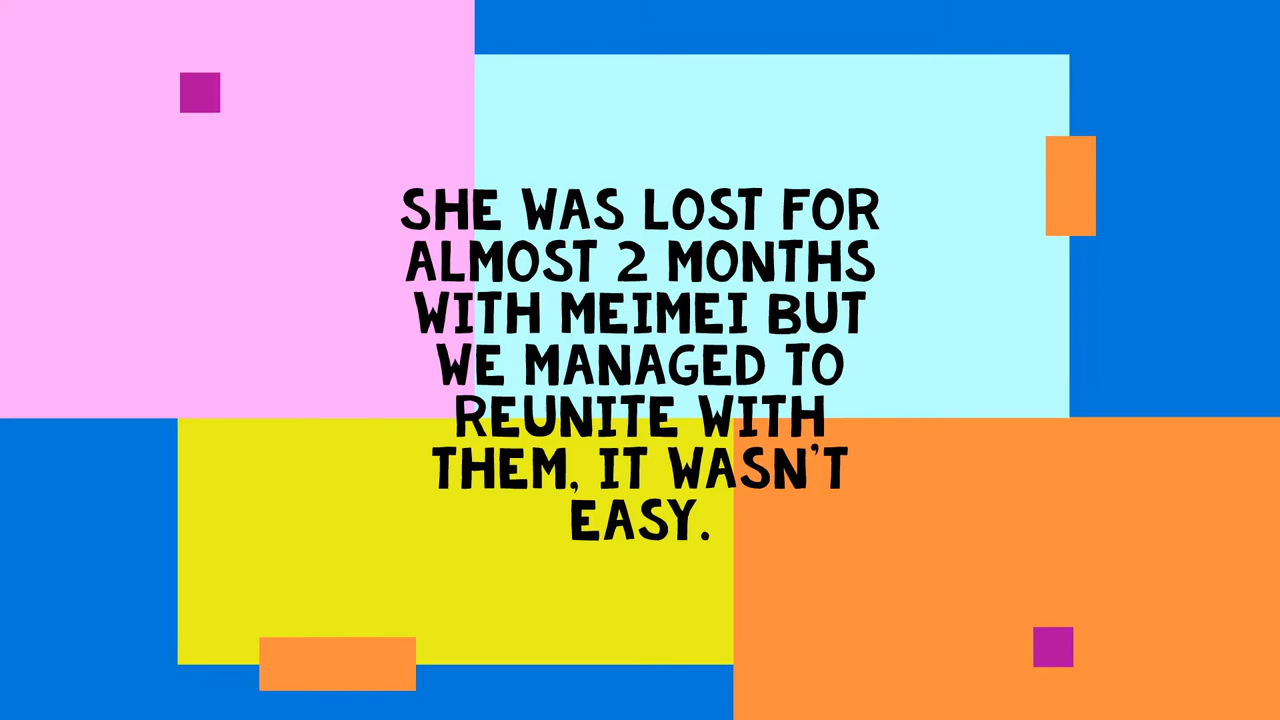 SHE WAS LOST FOR
ALMOST 2 MONTHS
WITH MEIMEI BUT
WE MANAGED TO
REUNITE WITH
THEM, IT WASN'T
EASY.